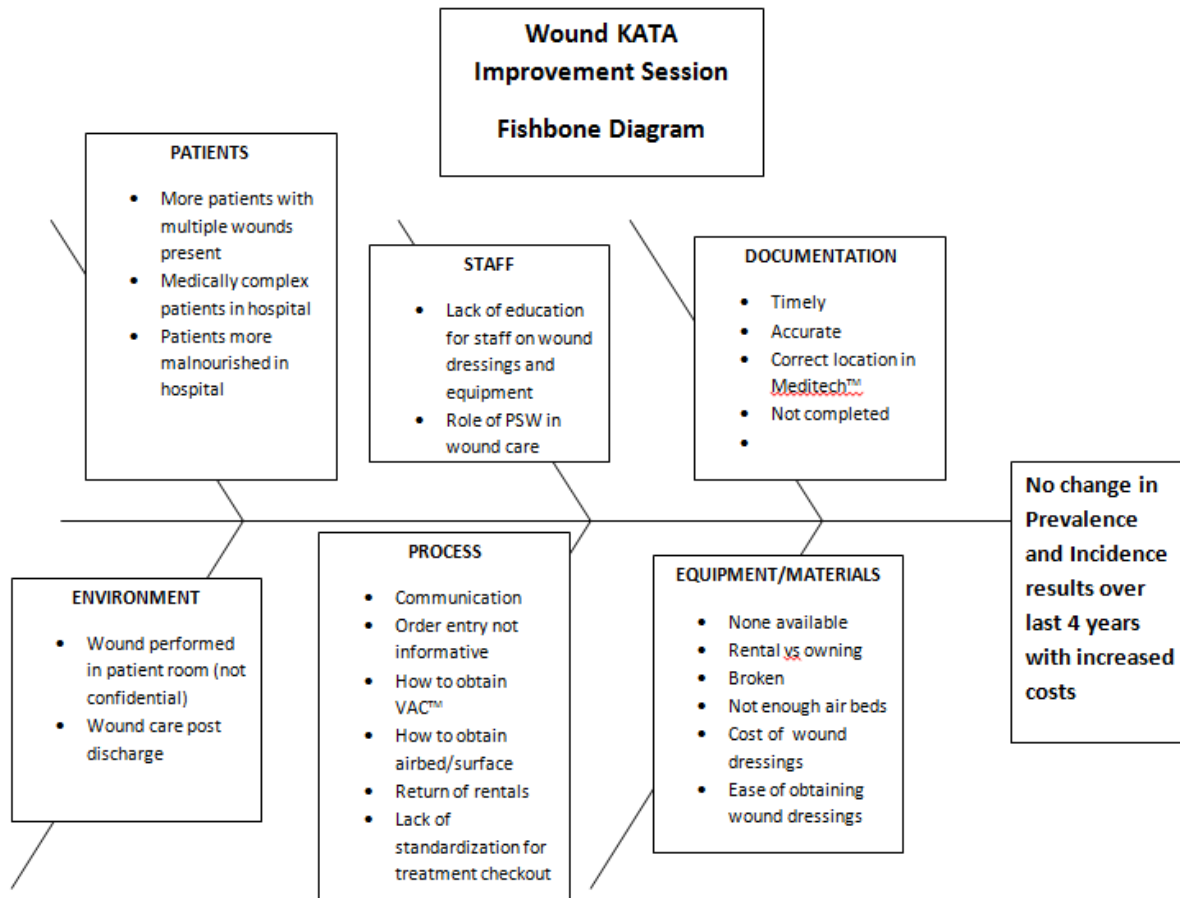 Wound KATA
Improvement Session
Fishbone Diagram
PATIENTS
• More patients with
multiple wounds
present
• Medically complex
patients in hospital
• Patients more
malnourished in
hospital
STAFF
• Lack of education
for staff on wound
dressings and
equipment
• Role of PSW in
wound care
DOCUMENTATION
• Timely
• Accurate
• Correct location in
Meditech™
• Not completed
•
No change in
Prevalence
and Incidence
results over
last 4 years
with increased
costs
ENVIRONMENT
• Wound performed
in patient room (not
confidential)
• Wound care post
discharge
PROCESS
• Communication
• Order entry not
informative
• How to obtain
VAC™
• How to obtain
airbed/surface
• Return of rentals
• Lack of
standardization for
treatment checkout
EQUIPMENT/MATERIALS
• None available
• Rental vs owning
• Broken
• Not enough air beds
• Cost of wound
dressings
• Ease of obtaining
wound dressings